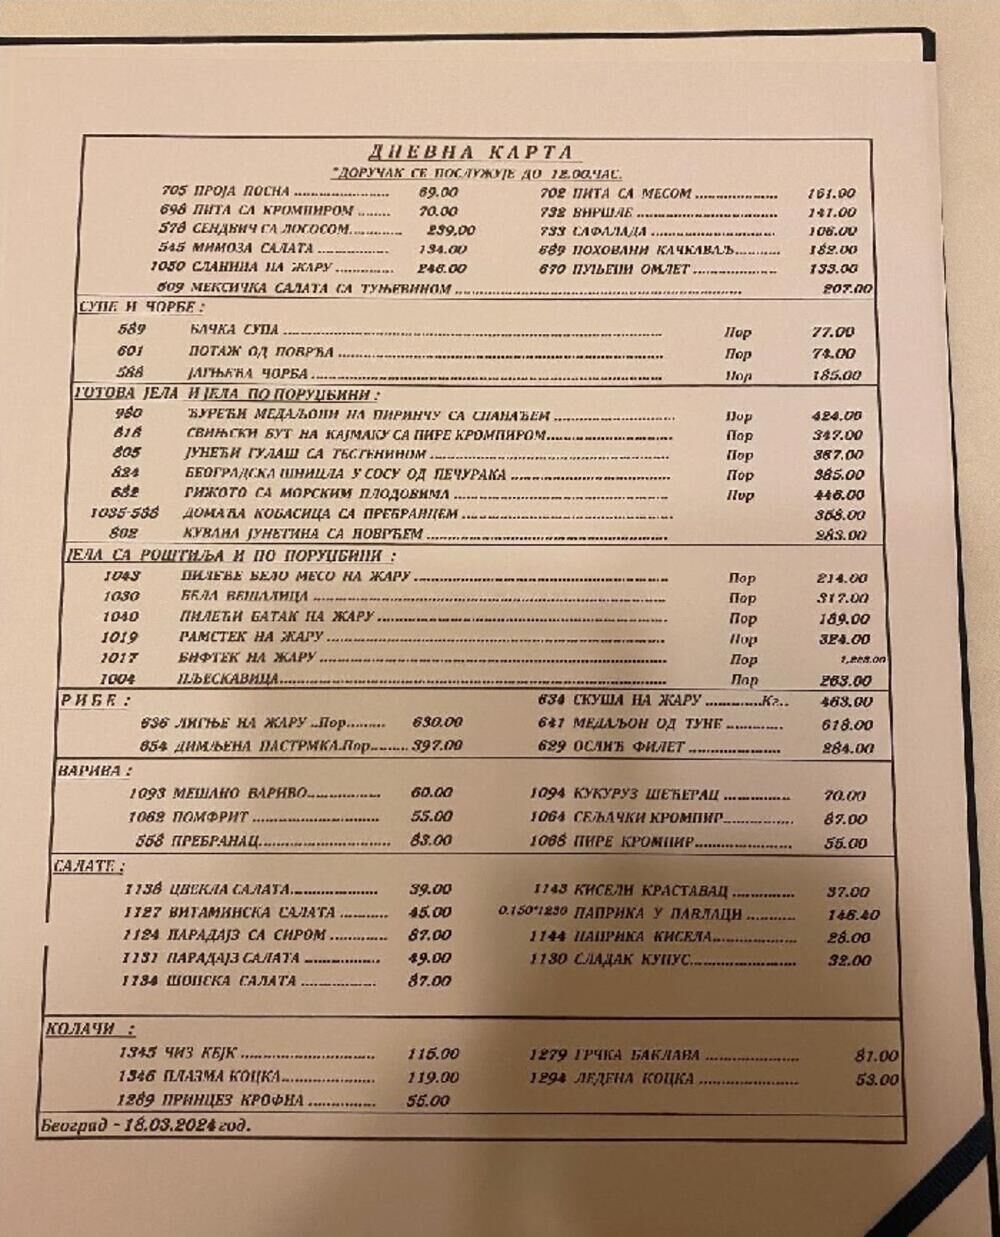 ДНЕВНА КАРТА
*ДОРУЧАК СЕ ПОСЛУЖУЈЕ ДО 12.00.ЧАС.
705 ПРОЈА ПОСНА .................... 69.00 702 ПИТА СА МЕСОМ .................. 161.00
698 ПИТА СА КРОМПИРОМ ....... 70.00 732 ВИРШЛЕ .............................. 141.00
578 СЕНДВИЧ СА ЛОСОСОМ............ 239.00 733 САФАЛАДА ........................... 106.00
545 МИМОЗА САЛАТА ................ 134.00 689 ПОХОВАНИ КАЧКАВАЉ.......... 182.00
1050 СЛАНИНА НА ЖАРУ ............. 246.00 670 ПУЊЕНИ ОМЛЕТ .................. 133.00
609 МЕКСИЧКА САЛАТА СА ТУЊЕВИНОМ ............................................. 207.00
СУПЕ И ЧОРБЕ :
589 БАЧКА СУПА ............................................. Пор 77.00
601 ПОТАЖ ОД ПОВРЋА ............................................. Пор 74.00
588 ЈАГЊЕЋА ЧОРБА ............................................. Пор 185.00
ГОТОВА ЈЕЛА И ЈЕЛА ПО ПОРУЏБИНИ :
980 ЋУРЕЋИ МЕДАЉОНИ НА ПИРИНЧУ СА СПАНАЋЕМ ................... Пор 424.00
818 СВИЊСКИ БУТ НА КАЈМАКУ СА ПИРЕ КРОМПИРОМ................... Пор 347.00
805 ЈУНЕЋИ ГУЛАШ СА ТЕСТЕНИНОМ ................................... Пор 367.00
824 БЕОГРАДСКА ШНИЦЛА У СОСУ ОД ПЕЧУРАКА ....................... Пор 385.00
682 РИЖОТО СА МОРСКИМ ПЛОДОВИМА ................................ Пор 446.00
1035-588 ДОМАЋА КОБАСИЦА СА ПРЕБРАНЦЕМ ............................... 358.00
802 КУВАНА ЈУНЕТИНА СА ПОВРЋЕМ ................................... 283.00
ЈЕЛА СА РОШТИЉА И ПО ПОРУЏБИНИ :
1043 ПИЛЕЋЕ БЕЛО МЕСО НА ЖАРУ ................................... Пор 214.00
1030 БЕЛА ВЕШАЛИЦА ............................................. Пор 317.00
1040 ПИЛЕЋИ БАТАК НА ЖАРУ ....................................... Пор 189.00
1019 РАМСТЕК НА ЖАРУ ............................................. Пор 324.00
1017 БИФТЕК НА ЖАРУ ............................................. Пор
1004 ПЉЕСКАВИЦА ................................................. Пор 263.00
РИБЕ : 634 СКУША НА ЖАРУ ............Кг.. 463.00
636 ЛИГЊЕ НА ЖАРУ ..Пор......... 630.00 641 МЕДАЉОН ОД ТУНЕ ............ 618.00
654 ДИМЉЕНА ПАСТРМКА.Пор......... 397.00 629 ОСЛИЋ ФИЛЕТ .................... 284.00
ВАРИВА :
1093 МЕШАНО ВАРИВО................ 60.00 1094 КУКУРУЗ ШЕЋЕРАЦ .............. 70.00
1062 ПОМФРИТ ........................... 55.00 1064 СЕЉАЧКИ КРОМПИР............... 87.00
558 ПРЕБРАНАЦ............................ 83.00 1068 ПИРЕ КРОМПИР.................... 55.00
САЛАТЕ :
1138 ЦВЕКЛА САЛАТА................... 39.00 1143 КИСЕЛИ КРАСТАВАЦ ............ 37.00
1127 ВИТАМИНСКА САЛАТА .......... 45.00 0.150*1230 ПАПРИКА У ПАВЛАЦИ .......... 146.40
1124 ПАРАДАЈЗ СА СИРОМ ............ 87.00 1144 ПАПРИКА КИСЕЛА................. 28.00
1131 ПАРАДАЈЗ САЛАТА ................ 49.00 1130 СЛАДАК КУПУС..................... 32.00
1134 ШОПСКА САЛАТА ................ 87.00
КОЛАЧИ :
1345 ЧИЗ КЕЈК ............................ 115.00 1279 ГРЧКА БАКЛАВА .................... 81.00
1346 ПЛАЗМА КОЦКА................... 119.00 1294 ЛЕДЕНА КОЦКА ..................... 53.00
1289 ПРИНЦЕЗ КРОФНА .............. 55.00
Београд - 18.03.2024 год.